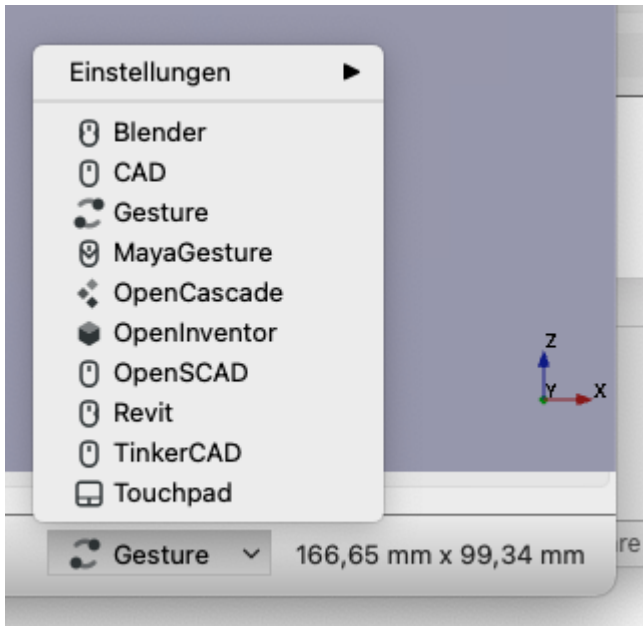 Einstellungen
Blender
CAD
Gesture
MayaGesture
OpenCascade
OpenInventor
OpenSCAD
Revit
TinkerCAD
Touchpad
Z
Y X
Gesture 166,65 mm x 99,34 mm